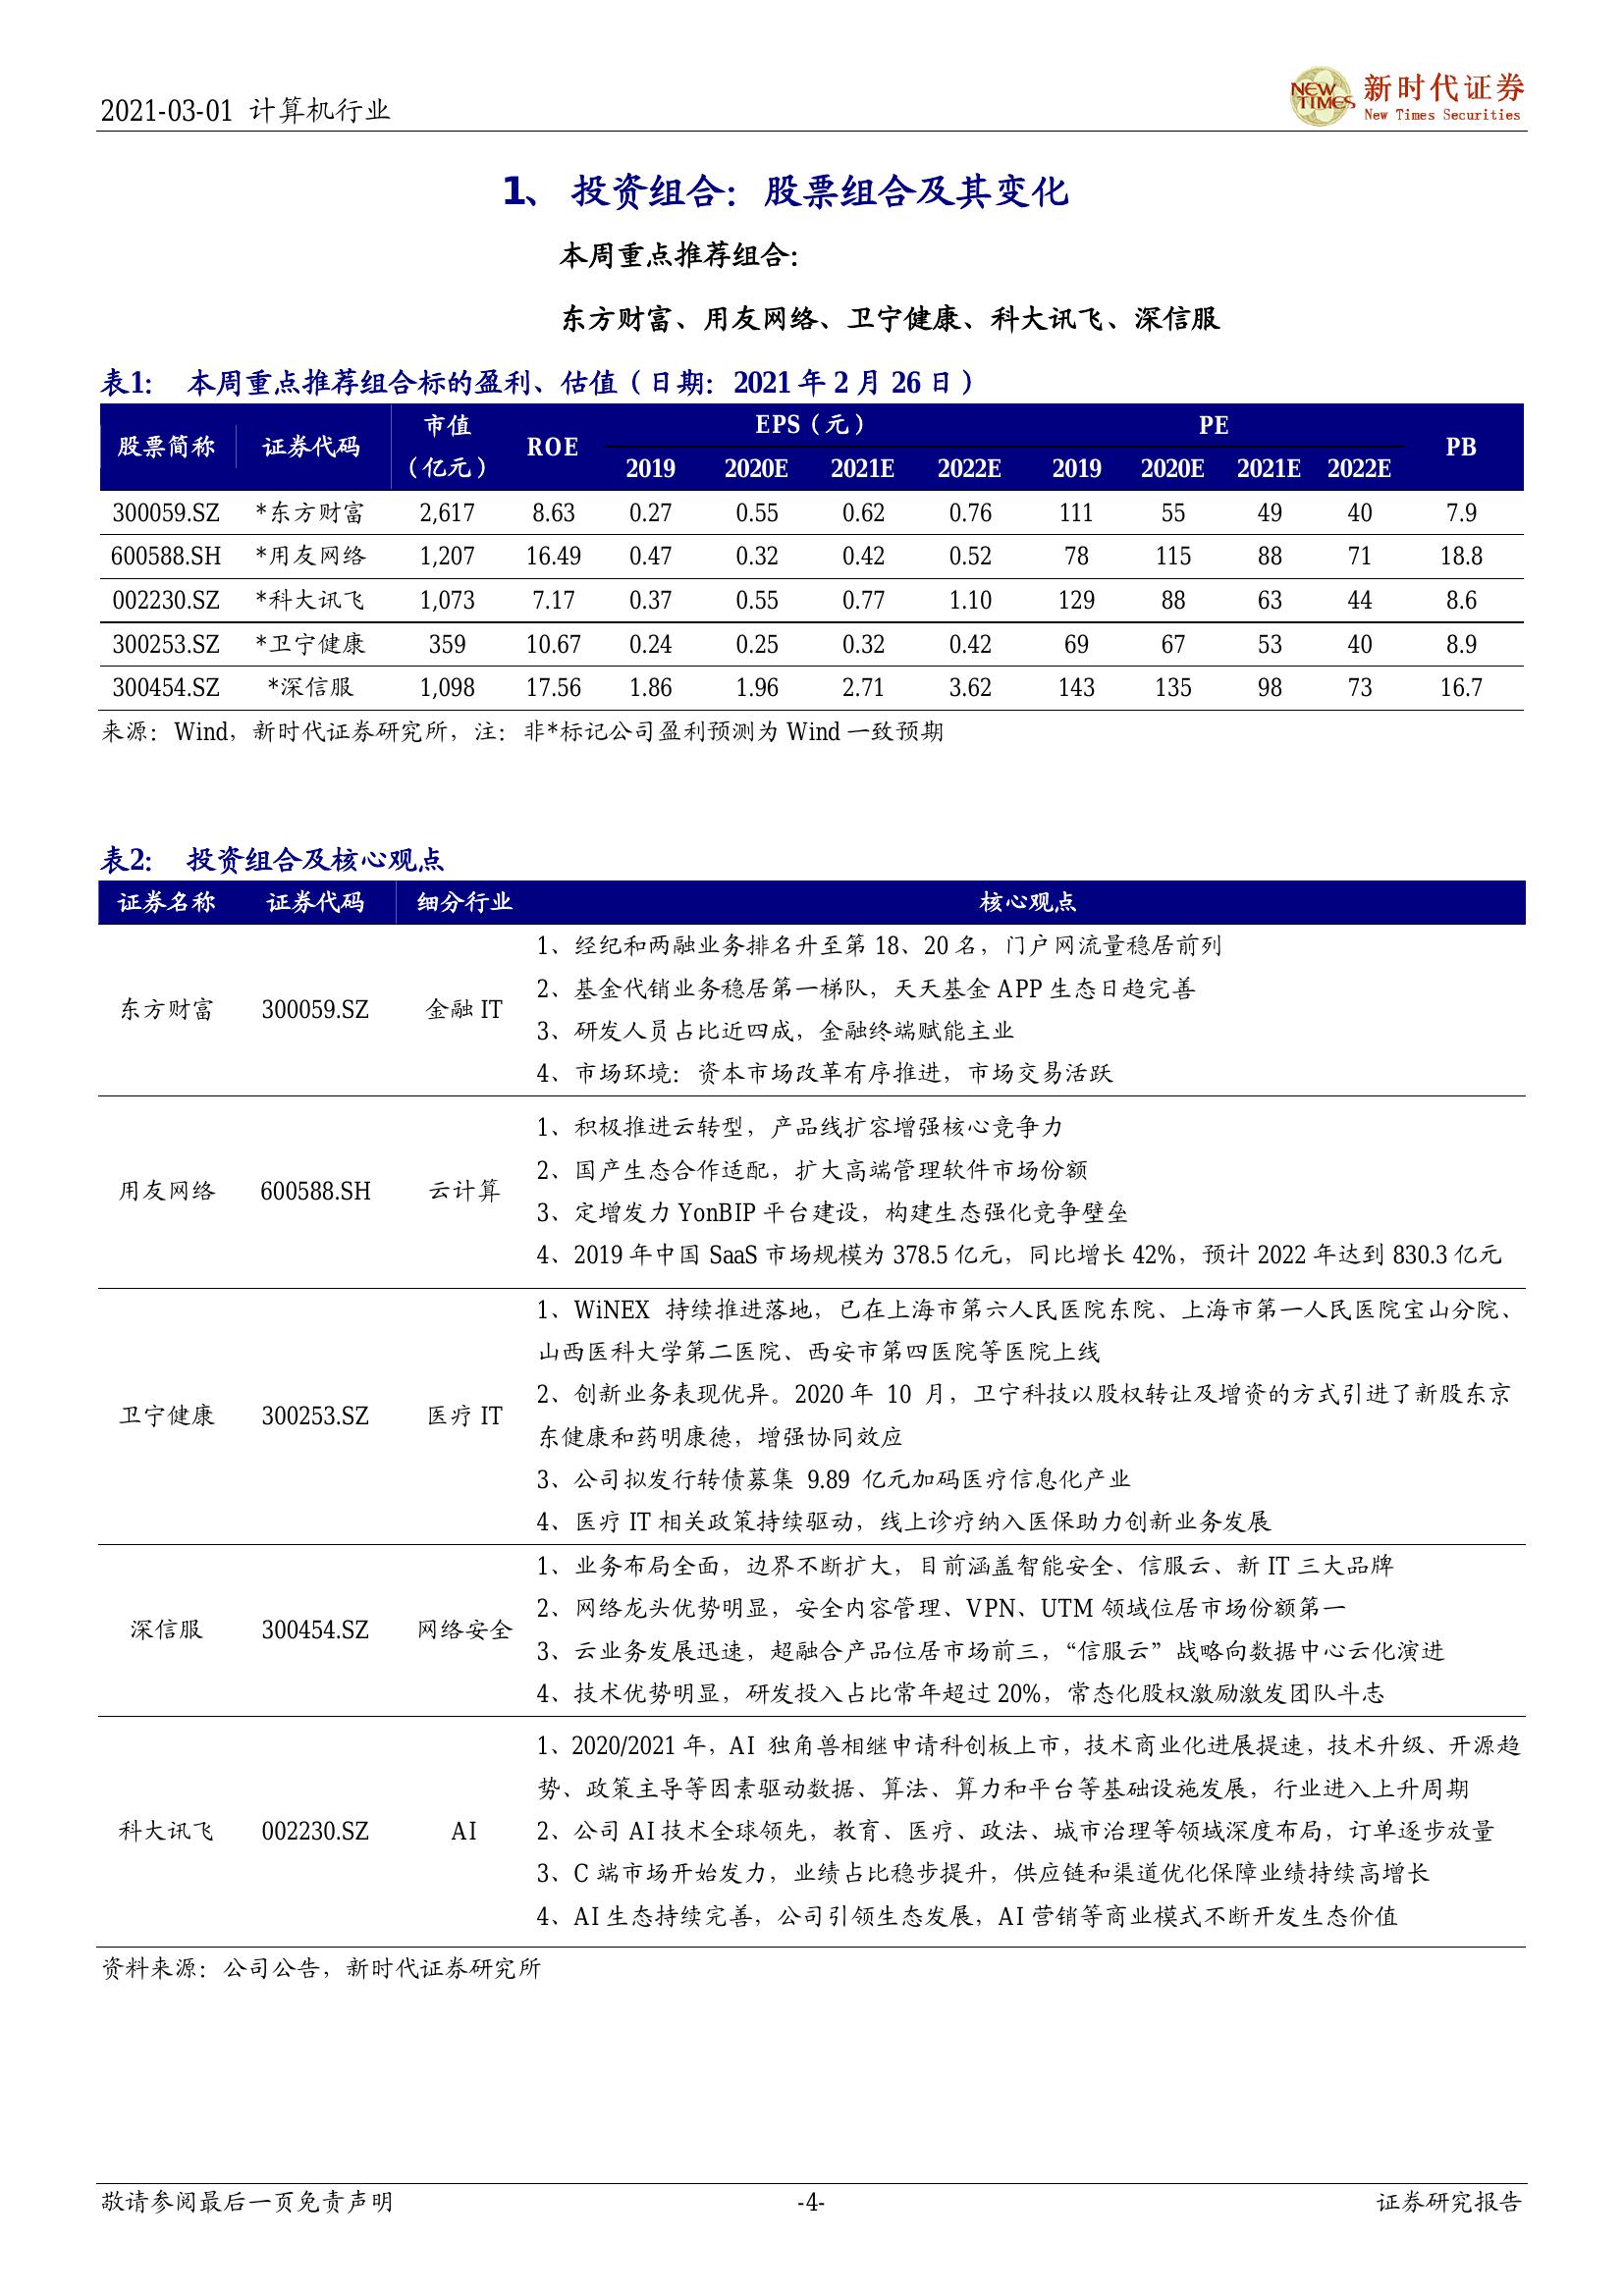 2021-03-01 计算机行业
NEW TIMES 新时代证券
New Times Securities
1、 投资组合：股票组合及其变化
本周重点推荐组合：
东方财富、用友网络、卫宁健康、科大讯飞、深信服
表1： 本周重点推荐组合标的盈利、估值（日期：2021 年 2 月 26 日）
股票简称 证券代码 市值（亿元） ROE EPS（元） PE PB
2019 2020E 2021E 2022E 2019 2020E 2021E 2022E
300059.SZ *东方财富 2,617 8.63 0.27 0.55 0.62 0.76 111 55 49 40 7.9
600588.SH *用友网络 1,207 16.49 0.47 0.32 0.42 0.52 78 115 88 71 18.8
002230.SZ *科大讯飞 1,073 7.17 0.37 0.55 0.77 1.10 129 88 63 44 8.6
300253.SZ *卫宁健康 359 10.67 0.24 0.25 0.32 0.42 69 67 53 40 8.9
300454.SZ *深信服 1,098 17.56 1.86 1.96 2.71 3.62 143 135 98 73 16.7
来源：Wind，新时代证券研究所，注：非*标记公司盈利预测为 Wind 一致预期
表2： 投资组合及核心观点
证券名称 证券代码 细分行业 核心观点
东方财富 300059.SZ 金融 IT
1、经纪和两融业务排名升至第 18、20 名，门户网流量稳居前列
2、基金代销业务稳居第一梯队，天天基金 APP 生态日趋完善
3、研发人员占比近四成，金融终端赋能主业
4、市场环境：资本市场改革有序推进，市场交易活跃
用友网络 600588.SH 云计算
1、积极推进云转型，产品线扩容增强核心竞争力
2、国产生态合作适配，扩大高端管理软件市场份额
3、定增发力 YonBIP 平台建设，构建生态强化竞争壁垒
4、2019 年中国 SaaS 市场规模为 378.5 亿元，同比增长 42%，预计 2022 年达到 830.3 亿元
卫宁健康 300253.SZ 医疗 IT
1、WiNEX 持续推进落地，已在上海市第六人民医院东院、上海市第一人民医院宝山分院、
山西医科大学第二医院、西安市第四医院等医院上线
2、创新业务表现优异。2020 年 10 月，卫宁科技以股权转让及增资的方式引进了新股东京
东健康和药明康德，增强协同效应
3、公司拟发行转债募集 9.89 亿元加码医疗信息化产业
4、医疗 IT 相关政策持续驱动，线上诊疗纳入医保助力创新业务发展
深信服 300454.SZ 网络安全
1、业务布局全面，边界不断扩大，目前涵盖智能安全、信服云、新 IT 三大品牌
2、网络龙头优势明显，安全内容管理、VPN、UTM 领域位居市场份额第一
3、云业务发展迅速，超融合产品位居市场前三，“信服云”战略向数据中心云化演进
4、技术优势明显，研发投入占比常年超过 20%，常态化股权激励激发团队斗志
科大讯飞 002230.SZ AI
1、2020/2021 年，AI 独角兽相继申请科创板上市，技术商业化进展提速，技术升级、开源趋
势、政策主导等因素驱动数据、算法、算力和平台等基础设施发展，行业进入上升周期
2、公司 AI 技术全球领先，教育、医疗、政法、城市治理等领域深度布局，订单逐步放量
3、C 端市场开始发力，业绩占比稳步提升，供应链和渠道优化保障业绩持续高增长
4、AI 生态持续完善，公司引领生态发展，AI 营销等商业模式不断开发生态价值
资料来源：公司公告，新时代证券研究所
敬请参阅最后一页免责声明 -4- 证券研究报告